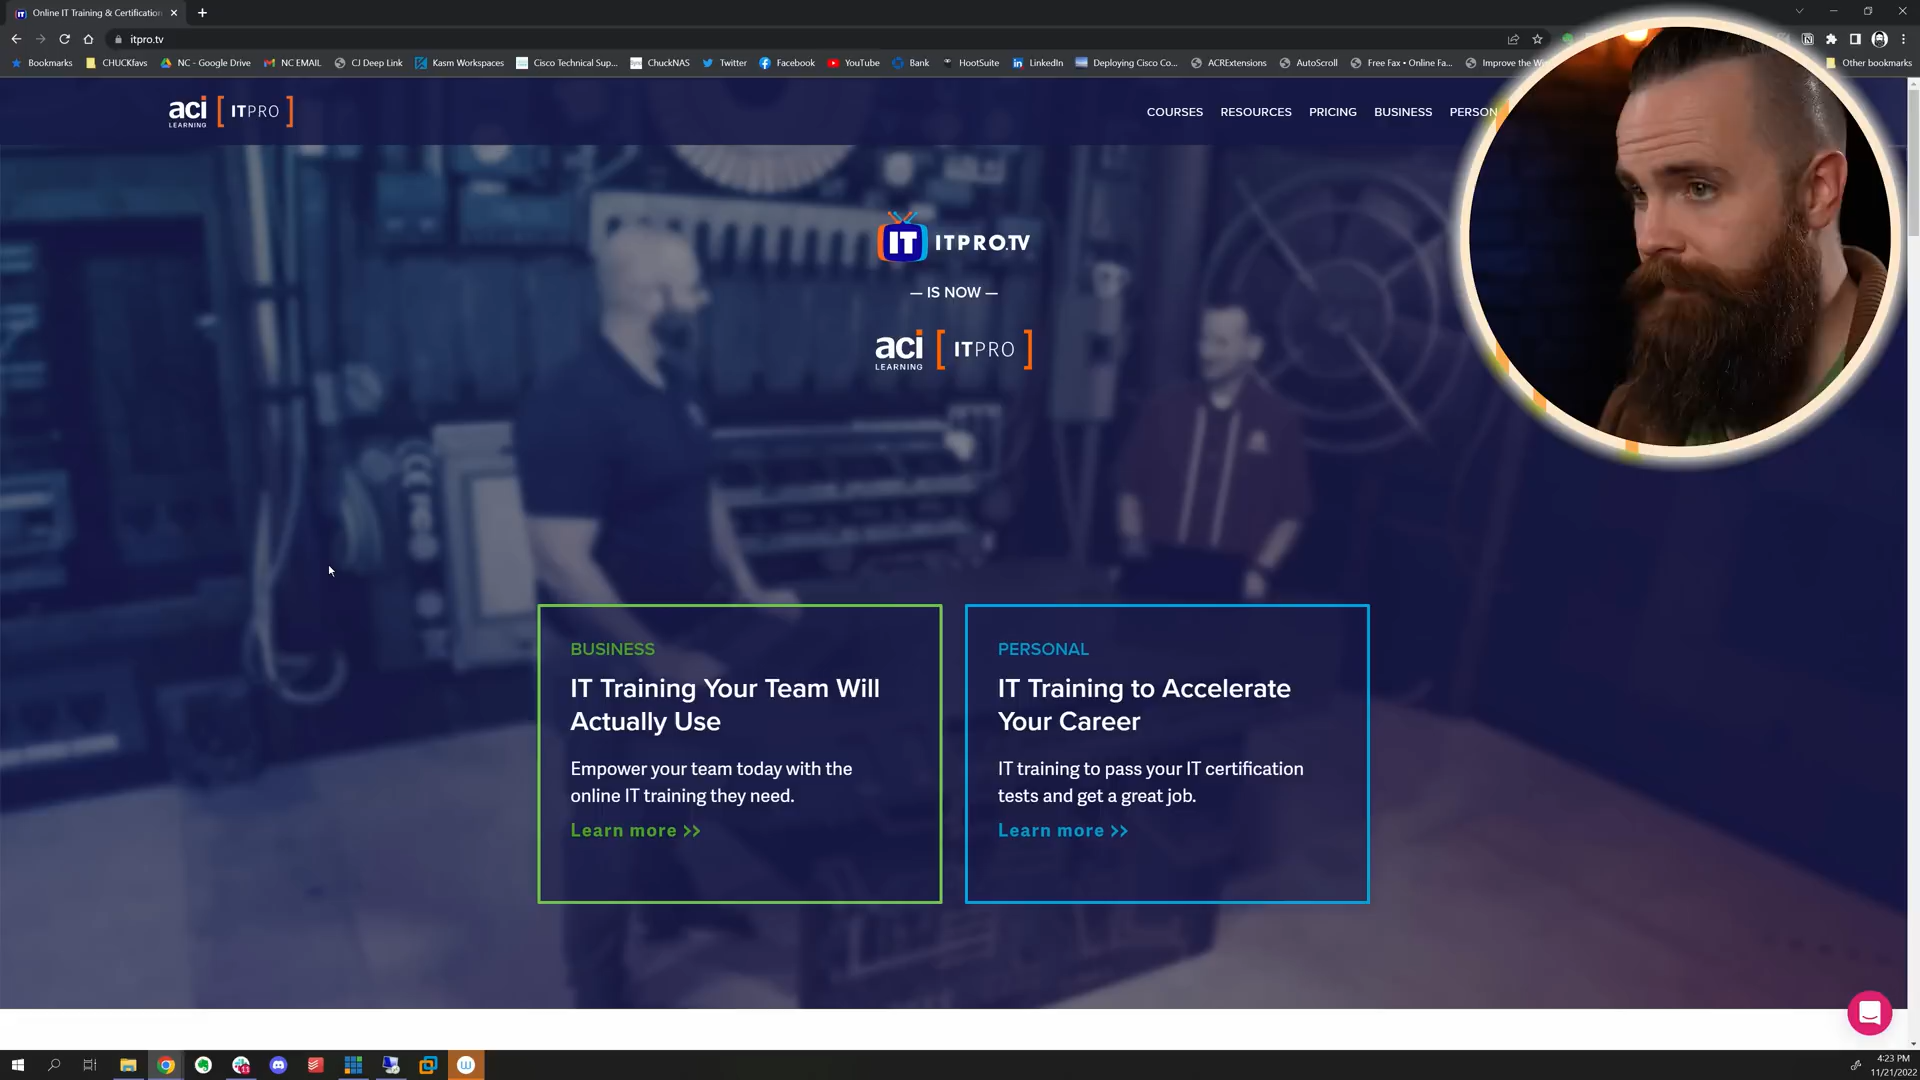 Online IT Training & Certification
itpro.tv
Bookmarks
CHUCKfavs
NC - Google Drive
NC EMAIL
CJ Deep Link
Kasm Workspaces
Cisco Technical Sup...
ChuckNAS
Twitter
Facebook
YouTube
Bank
HootSuite
LinkedIn
Deploying Cisco Co...
ACRExtensions
AutoScroll
Free Fax • Online Fa...
Improve the
Other bookmarks
aci LEARNING [ ITPRO ]
COURSES
RESOURCES
PRICING
BUSINESS
PERSON
IT ITPRO.TV
— IS NOW —
aci LEARNING [ ITPRO ]
BUSINESS
IT Training Your Team Will
Actually Use
Empower your team today with the
online IT training they need.
Learn more >>
PERSONAL
IT Training to Accelerate
Your Career
IT training to pass your IT certification
tests and get a great job.
Learn more >>
4:23 PM
11/21/2022